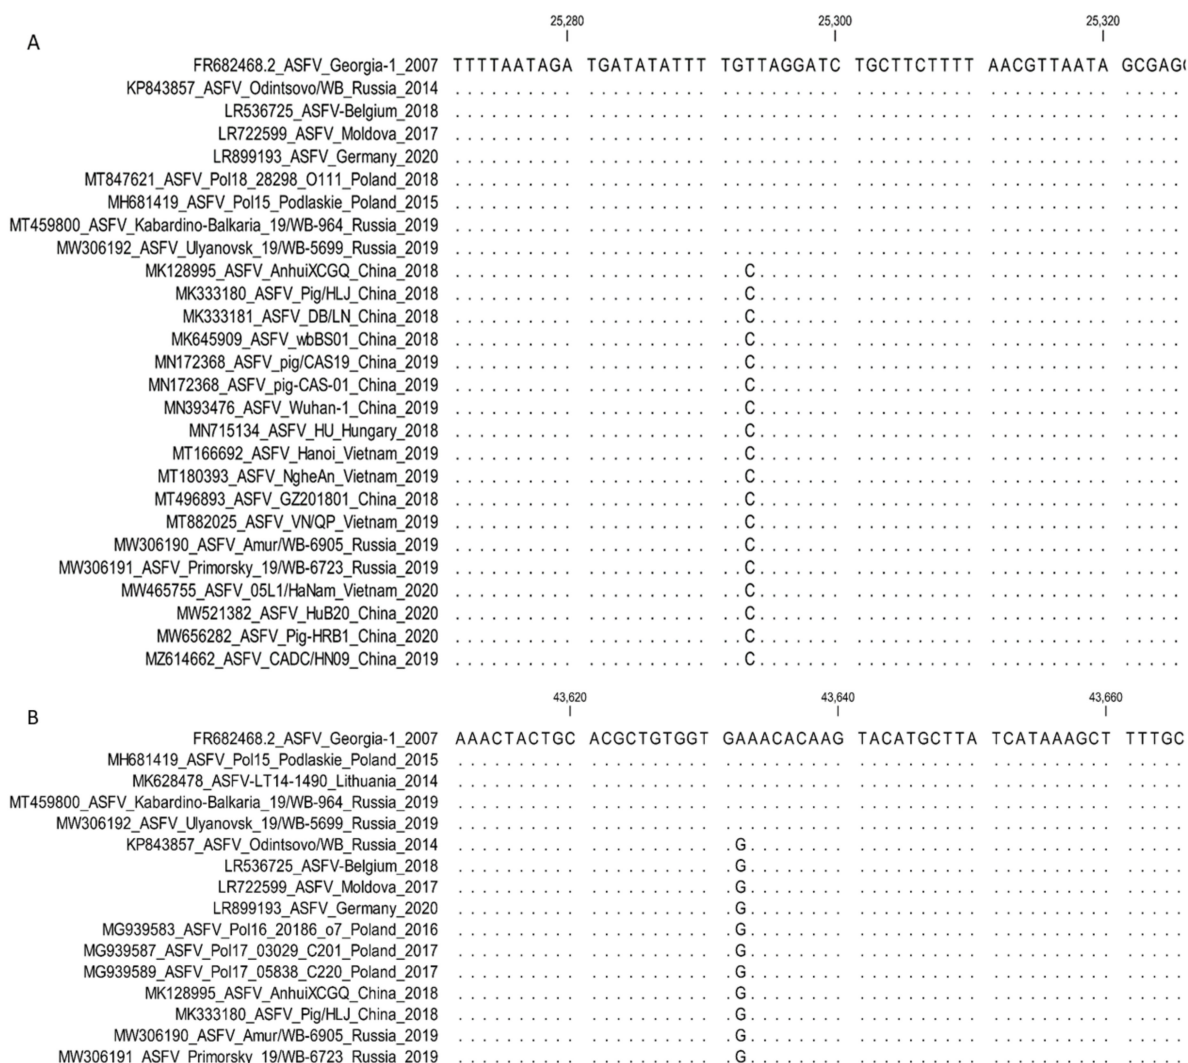 A
25,280 25,300 25,320
FR682468.2_ASFV_Georgia-1_2007 TTTTAATAGA TGATATATTT TGTTAGGATC TGCTTCTTTT AACGTTAATA GCGAG
KP843857_ASFV_Odintsovo/WB_Russia_2014 .......... .......... .......... .......... .......... .....
LR536725_ASFV-Belgium_2018 .......... .......... .......... .......... .......... .....
LR722599_ASFV_Moldova_2017 .......... .......... .......... .......... .......... .....
LR899193_ASFV_Germany_2020 .......... .......... .......... .......... .......... .....
MT847621_ASFV_Pol18_28298_O111_Poland_2018 .......... .......... .......... .......... .......... .....
MH681419_ASFV_Pol15_Podlaskie_Poland_2015 .......... .......... .......... .......... .......... .....
MT459800_ASFV_Kabardino-Balkaria_19/WB-964_Russia_2019 .......... .......... .......... .......... .......... .....
MW306192_ASFV_Ulyanovsk_19/WB-5699_Russia_2019 .......... .......... .......... .......... .......... .....
MK128995_ASFV_AnhuiXCGQ_China_2018 .......... .......... ..C....... .......... .......... .....
MK333180_ASFV_Pig/HLJ_China_2018 .......... .......... ..C....... .......... .......... .....
MK333181_ASFV_DB/LN_China_2018 .......... .......... ..C....... .......... .......... .....
MK645909_ASFV_wbBS01_China_2018 .......... .......... ..C....... .......... .......... .....
MN172368_ASFV_pig/CAS19_China_2019 .......... .......... ..C....... .......... .......... .....
MN172368_ASFV_pig-CAS-01_China_2019 .......... .......... ..C....... .......... .......... .....
MN393476_ASFV_Wuhan-1_China_2019 .......... .......... ..C....... .......... .......... .....
MN715134_ASFV_HU_Hungary_2018 .......... .......... ..C....... .......... .......... .....
MT166692_ASFV_Hanoi_Vietnam_2019 .......... .......... ..C....... .......... .......... .....
MT180393_ASFV_NgheAn_Vietnam_2019 .......... .......... ..C....... .......... .......... .....
MT496893_ASFV_GZ201801_China_2018 .......... .......... ..C....... .......... .......... .....
MT882025_ASFV_VN/QP_Vietnam_2019 .......... .......... ..C....... .......... .......... .....
MW306190_ASFV_Amur/WB-6905_Russia_2019 .......... .......... ..C....... .......... .......... .....
MW306191_ASFV_Primorsky_19/WB-6723_Russia_2019 .......... .......... ..C....... .......... .......... .....
MW465755_ASFV_05L1/HaNam_Vietnam_2020 .......... .......... ..C....... .......... .......... .....
MW521382_ASFV_HuB20_China_2020 .......... .......... ..C....... .......... .......... .....
MW656282_ASFV_Pig-HRB1_China_2020 .......... .......... ..C....... .......... .......... .....
MZ614662_ASFV_CADC/HN09_China_2019 .......... .......... ..C....... .......... .......... .....
B
43,620 43,640 43,660
FR682468.2_ASFV_Georgia-1_2007 AAACTACTGC ACGCTGTGGT GAAACACAAG TACATGCTTA TCATAAAGCT TTTGC
MH681419_ASFV_Pol15_Podlaskie_Poland_2015 .......... .......... .......... .......... .......... .....
MK628478_ASFV-LT14-1490_Lithuania_2014 .......... .......... .......... .......... .......... .....
MT459800_ASFV_Kabardino-Balkaria_19/WB-964_Russia_2019 .......... .......... .......... .......... .......... .....
MW306192_ASFV_Ulyanovsk_19/WB-5699_Russia_2019 .......... .......... .......... .......... .......... .....
KP843857_ASFV_Odintsovo/WB_Russia_2014 .......... .......... .G........ .......... .......... .....
LR536725_ASFV-Belgium_2018 .......... .......... .G........ .......... .......... .....
LR722599_ASFV_Moldova_2017 .......... .......... .G........ .......... .......... .....
LR899193_ASFV_Germany_2020 .......... .......... .G........ .......... .......... .....
MG939583_ASFV_Pol16_20186_o7_Poland_2016 .......... .......... .G........ .......... .......... .....
MG939587_ASFV_Pol17_03029_C201_Poland_2017 .......... .......... .G........ .......... .......... .....
MG939589_ASFV_Pol17_05838_C220_Poland_2017 .......... .......... .G........ .......... .......... .....
MK128995_ASFV_AnhuiXCGQ_China_2018 .......... .......... .G........ .......... .......... .....
MK333180_ASFV_Pig/HLJ_China_2018 .......... .......... .G........ .......... .......... .....
MW306190_ASFV_Amur/WB-6905_Russia_2019 .......... .......... .G........ .......... .......... .....
MW306191_ASFV_Primorsky_19/WB-6723_Russia_2019 .......... .......... .G........ .......... .......... .....